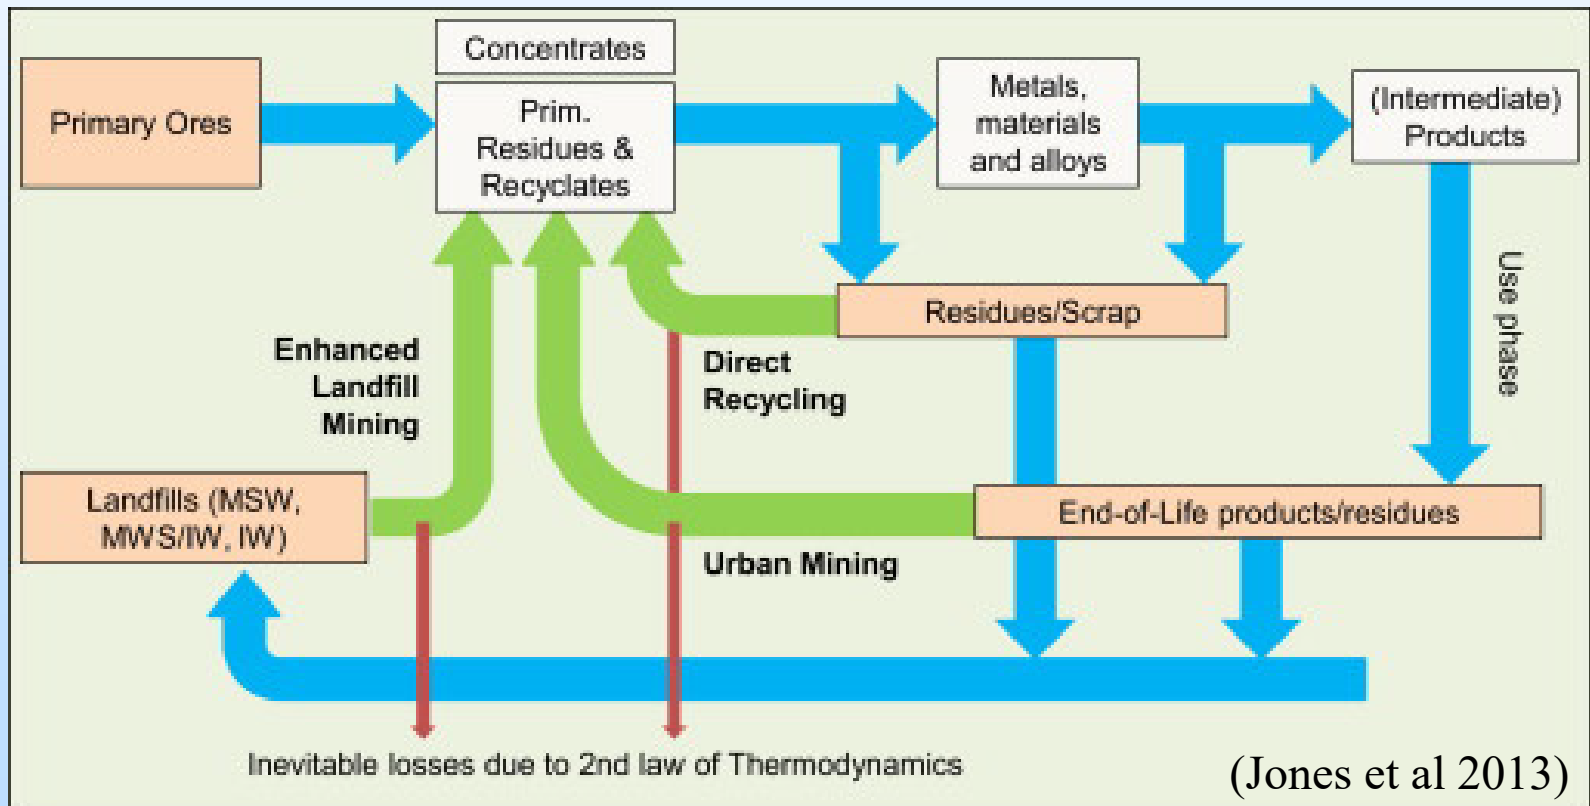 Concentrates
Primary Ores
Prim.
Residues &
Recyclates
Metals,
materials
and alloys
(Intermediate)
Products
Use phase
Residues/Scrap
Enhanced
Landfill
Mining
Direct
Recycling
Landfills (MSW,
MWS/IW, IW)
End-of-Life products/residues
Urban Mining
Inevitable losses due to 2nd law of Thermodynamics
(Jones et al 2013)